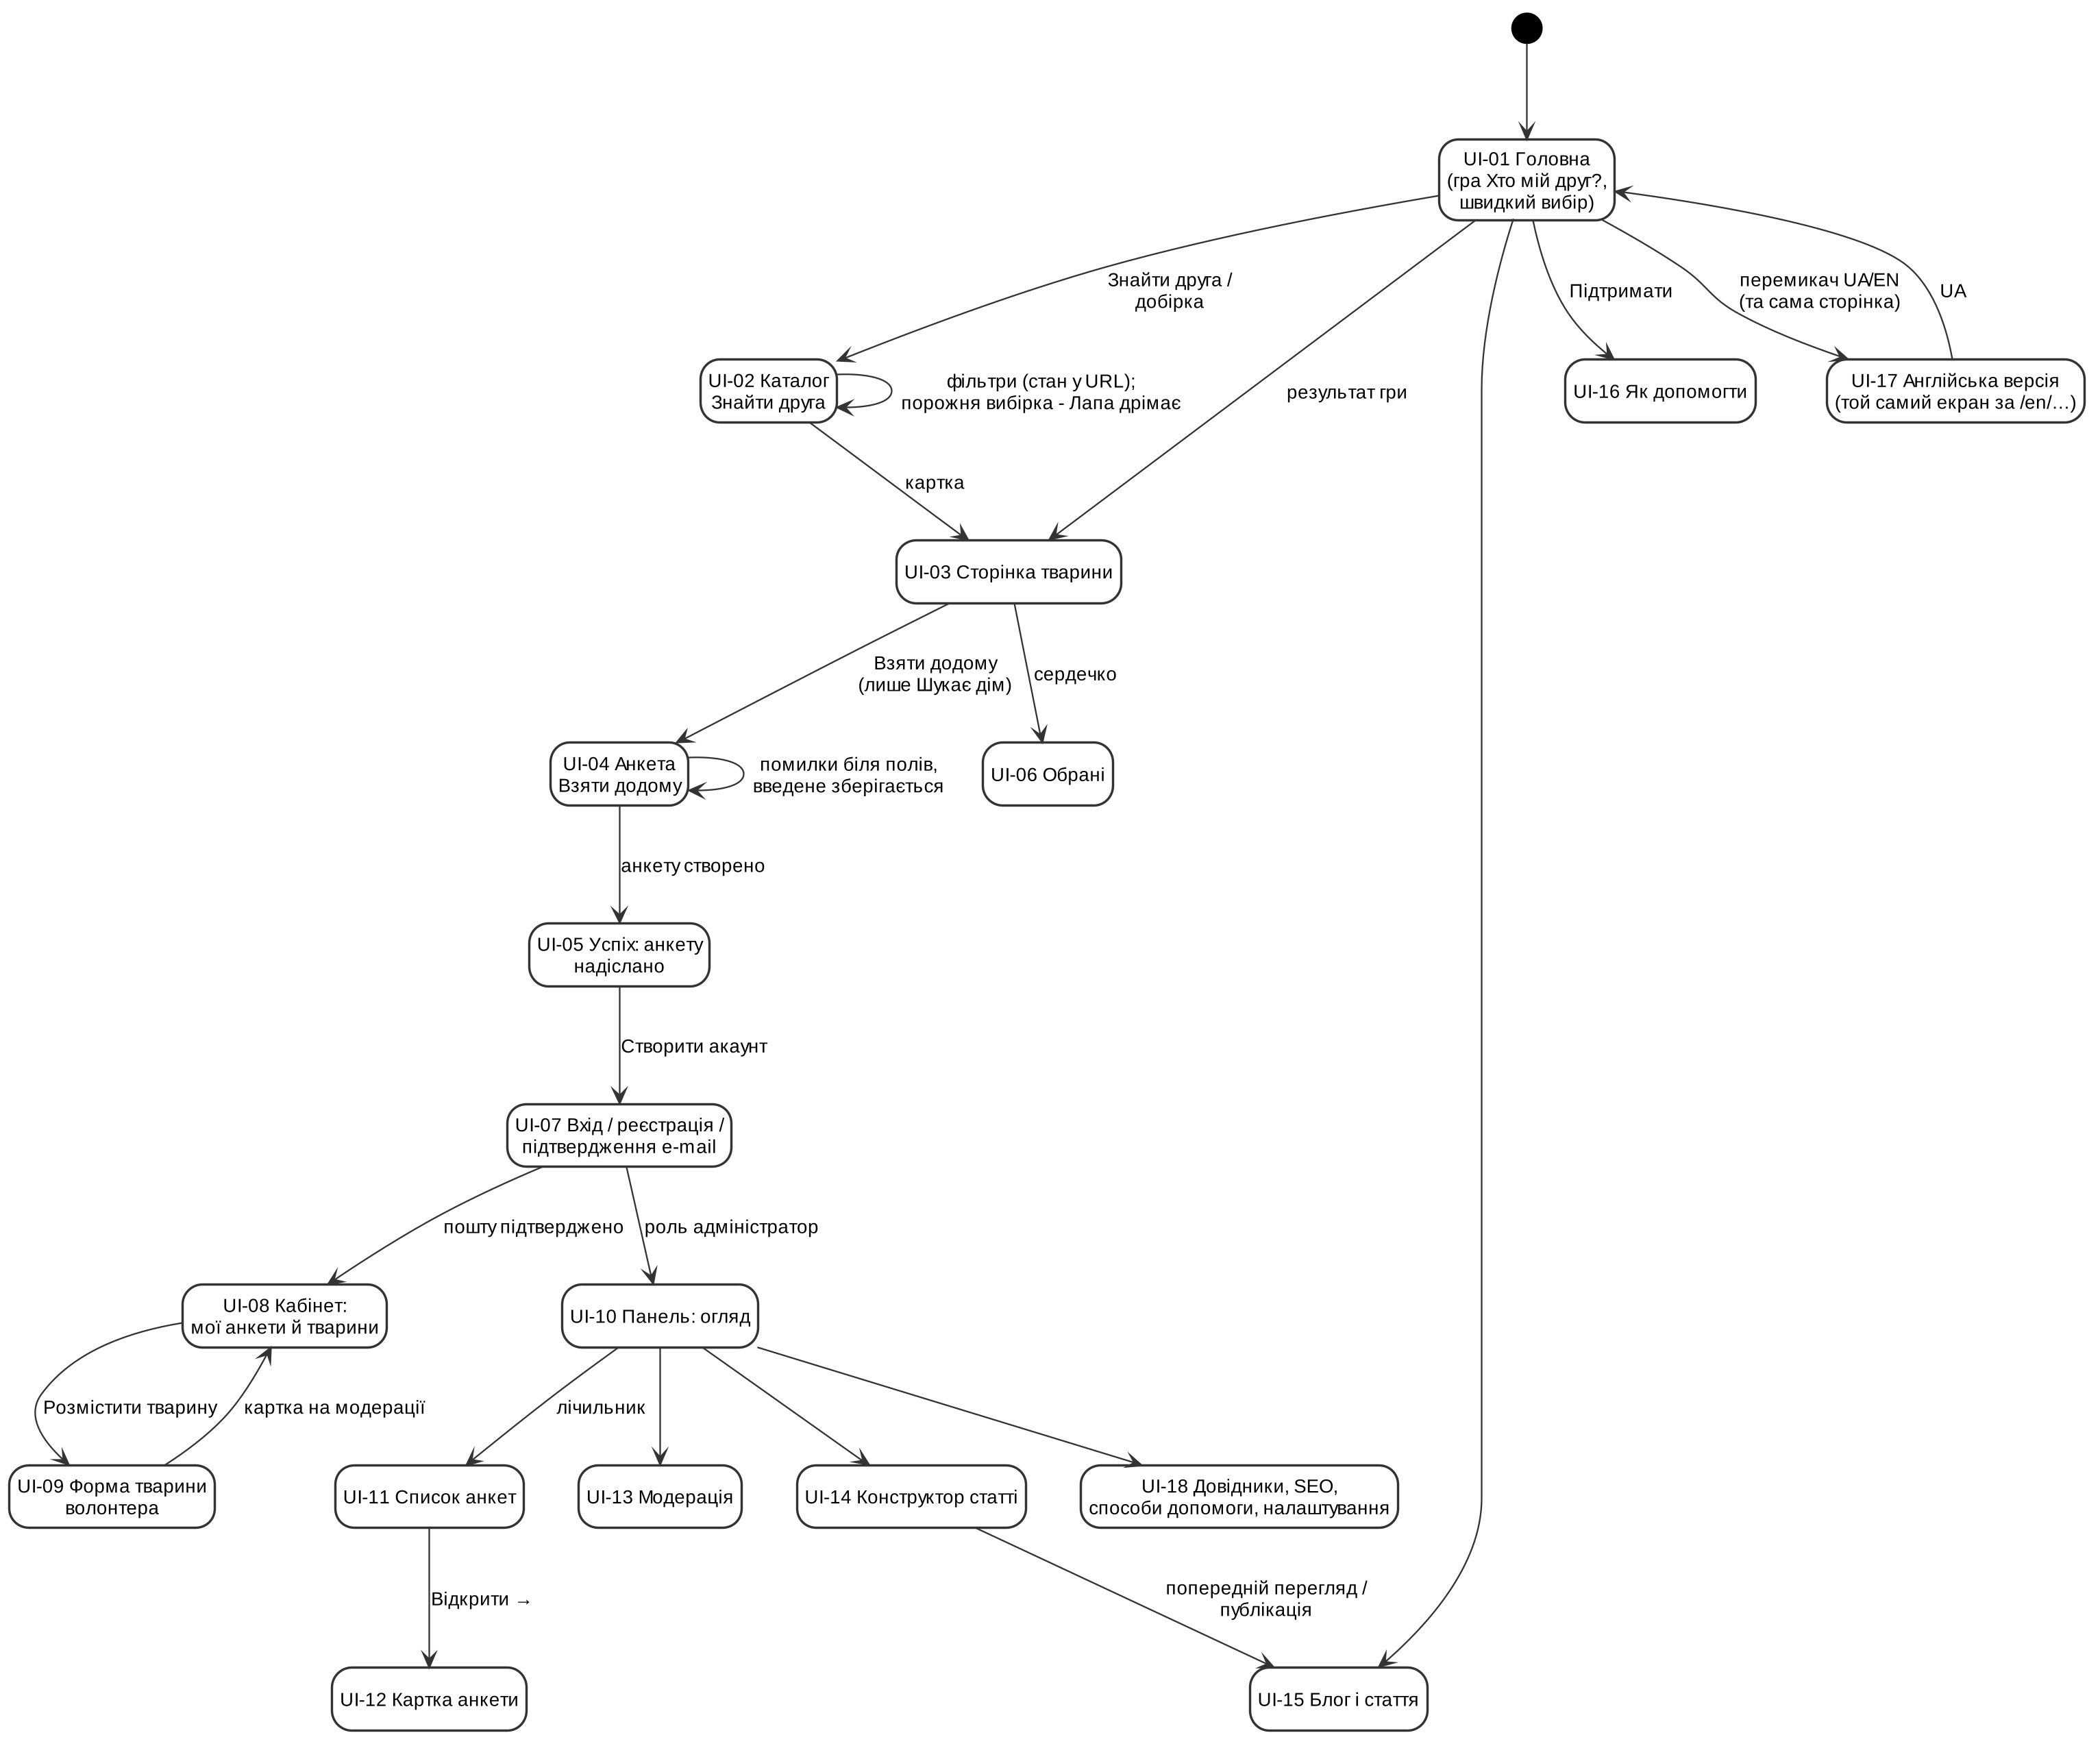 UI-01 Головна
(гра Хто мій друг?,
швидкий вибір)
Знайти друга /
добірка
Підтримати
перемикач UA/EN
(та сама сторінка)
UA
UI-02 Каталог
Знайти друга
фільтри (стан у URL);
порожня вибірка - Лапа дрімає
результат гри
UI-16 Як допомогти
UI-17 Англійська версія
(той самий екран за /en/…)
картка
UI-03 Сторінка тварини
Взяти додому
(лише Шукає дім)
сердечко
UI-04 Анкета
Взяти додому
помилки біля полів,
введене зберігається
UI-06 Обрані
анкету створено
UI-05 Успіх: анкету
надіслано
Створити акаунт
UI-07 Вхід / реєстрація /
підтвердження e-mail
пошту підтверджено
роль адміністратор
UI-08 Кабінет:
мої анкети й тварини
UI-10 Панель: огляд
Розмістити тварину
картка на модерації
лічильник
UI-09 Форма тварини
волонтера
UI-11 Список анкет
UI-13 Модерація
UI-14 Конструктор статті
UI-18 Довідники, SEO,
способи допомоги, налаштування
Відкрити →
попередній перегляд /
публікація
UI-12 Картка анкети
UI-15 Блог і стаття